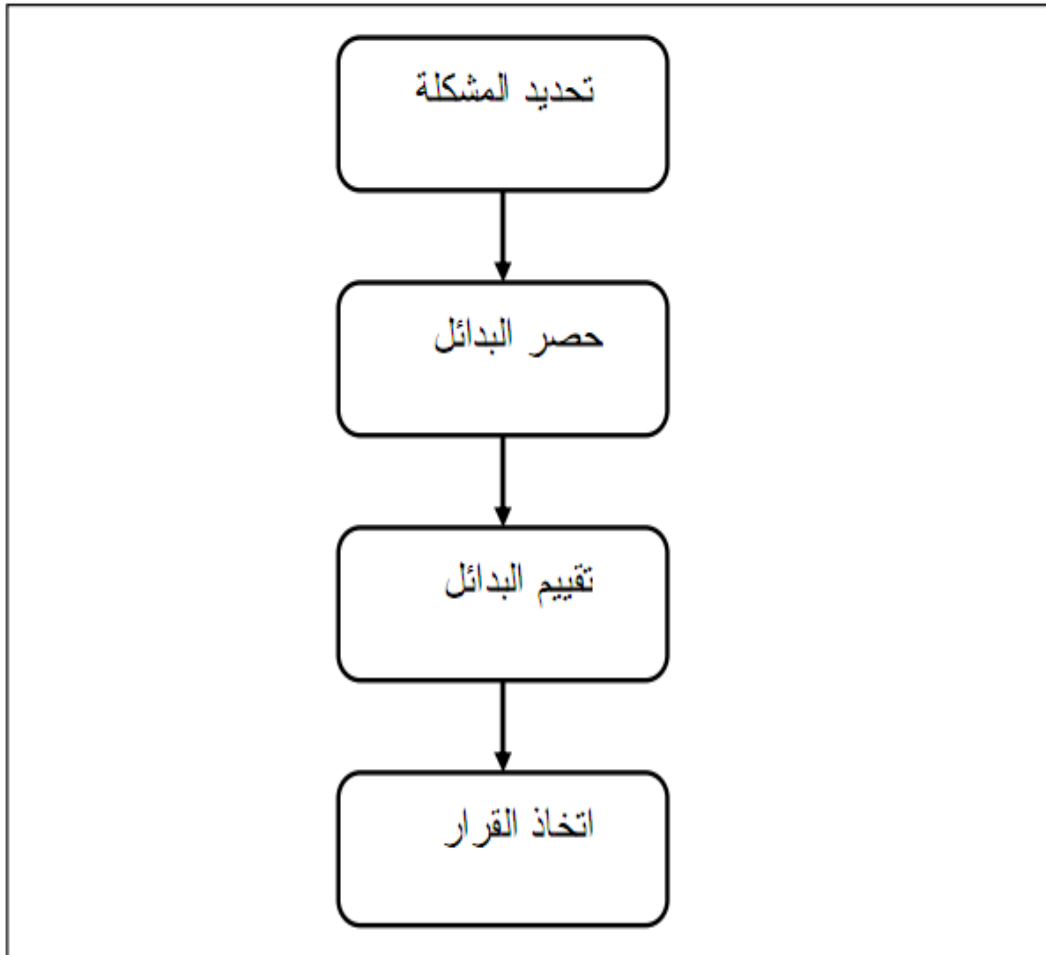 تحديد المشكلة
حصر البدائل
تقييم البدائل
اتخاذ القرار